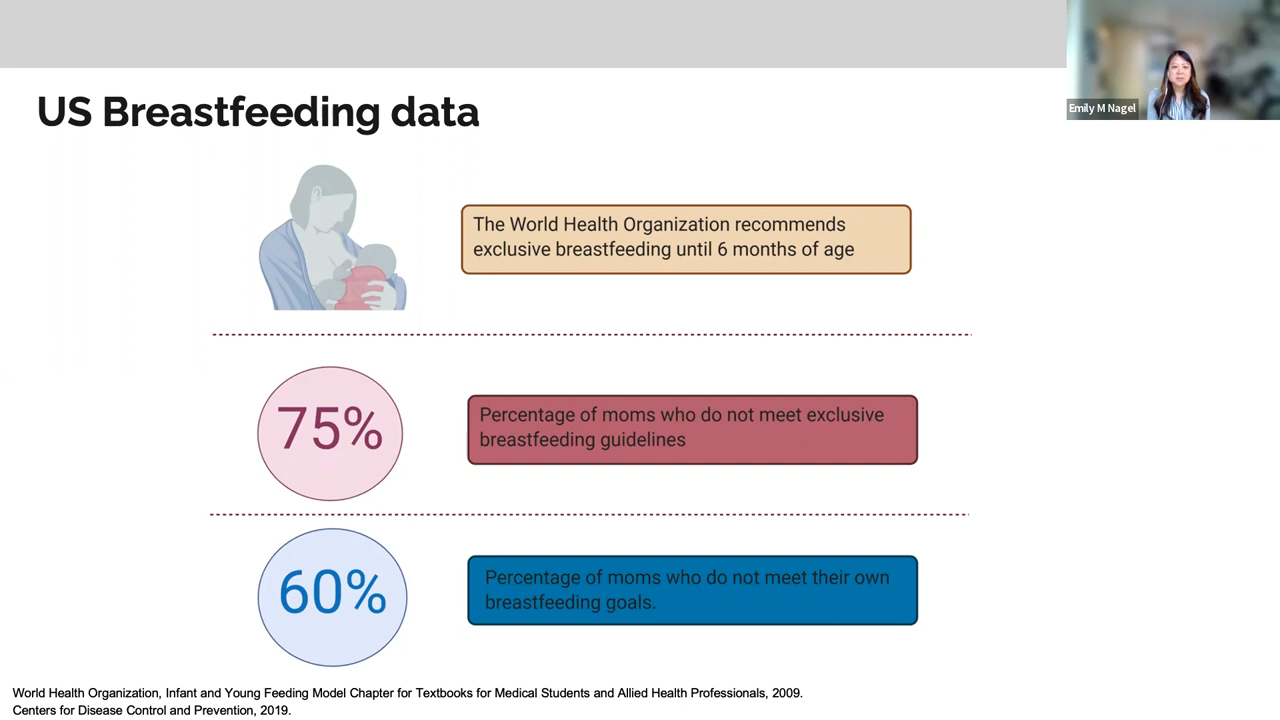 Emily M Nagel
US Breastfeeding data
The World Health Organization recommends
exclusive breastfeeding until 6 months of age
75%
Percentage of moms who do not meet exclusive
breastfeeding guidelines
60%
Percentage of moms who do not meet their own
breastfeeding goals.
World Health Organization, Infant and Young Feeding Model Chapter for Textbooks for Medical Students and Allied Health Professionals, 2009.
Centers for Disease Control and Prevention, 2019.